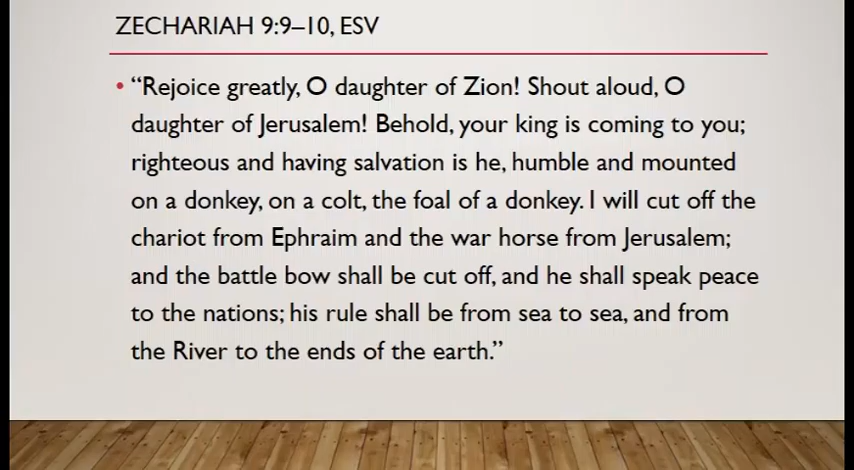 ZECHARIAH 9:9–10, ESV
• “Rejoice greatly, O daughter of Zion! Shout aloud, O
daughter of Jerusalem! Behold, your king is coming to you;
righteous and having salvation is he, humble and mounted
on a donkey, on a colt, the foal of a donkey. I will cut off the
chariot from Ephraim and the war horse from Jerusalem;
and the battle bow shall be cut off, and he shall speak peace
to the nations; his rule shall be from sea to sea, and from
the River to the ends of the earth.”